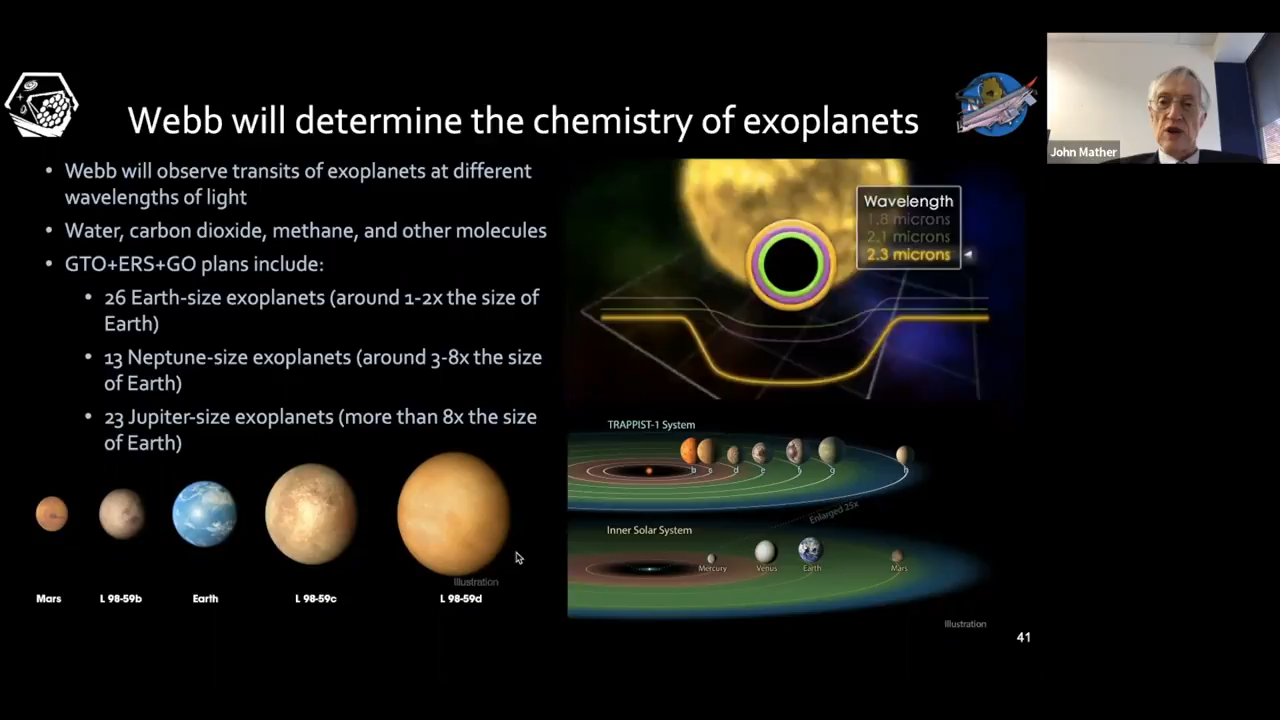 Webb will determine the chemistry of exoplanets
John Mather
• Webb will observe transits of exoplanets at different
wavelengths of light
• Water, carbon dioxide, methane, and other molecules
• GTO+ERS+GO plans include:
• 26 Earth-size exoplanets (around 1-2x the size of
Earth)
• 13 Neptune-size exoplanets (around 3-8x the size
of Earth)
• 23 Jupiter-size exoplanets (more than 8x the size
of Earth)
Wavelength
1.8 microns
2.1 microns
2.3 microns
TRAPPIST-1 System
b c d e f g h
Enlarged 25x
Inner Solar System
Mercury Venus Earth Mars
Illustration
Illustration
Mars L 98-59b Earth L 98-59c L 98-59d
41